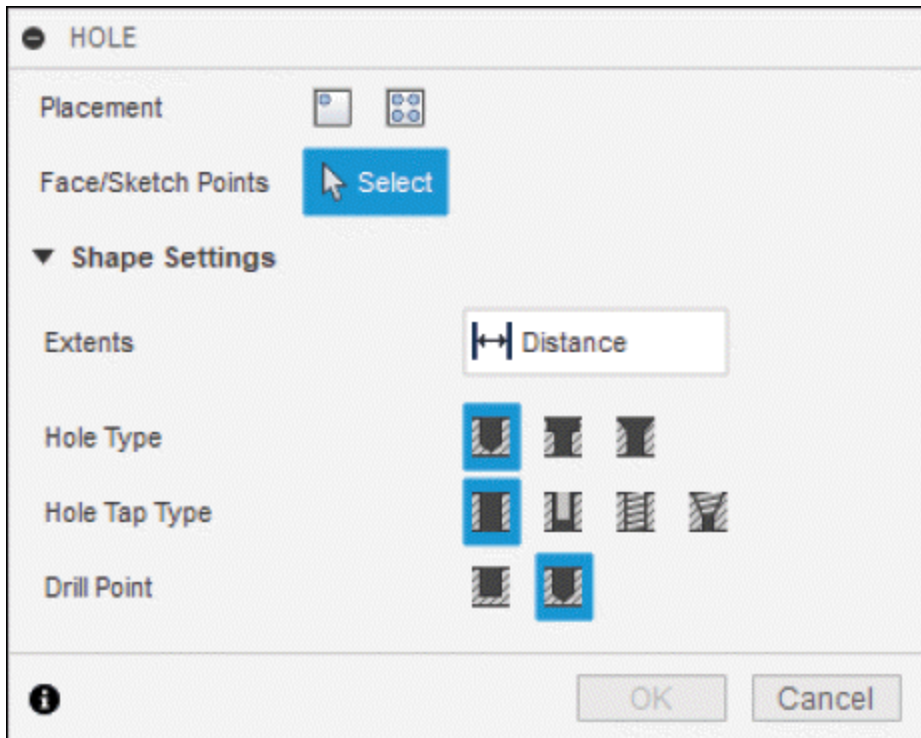 HOLE
Placement
Face/Sketch Points Select
Shape Settings
Extents Distance
Hole Type
Hole Tap Type
Drill Point
OK Cancel